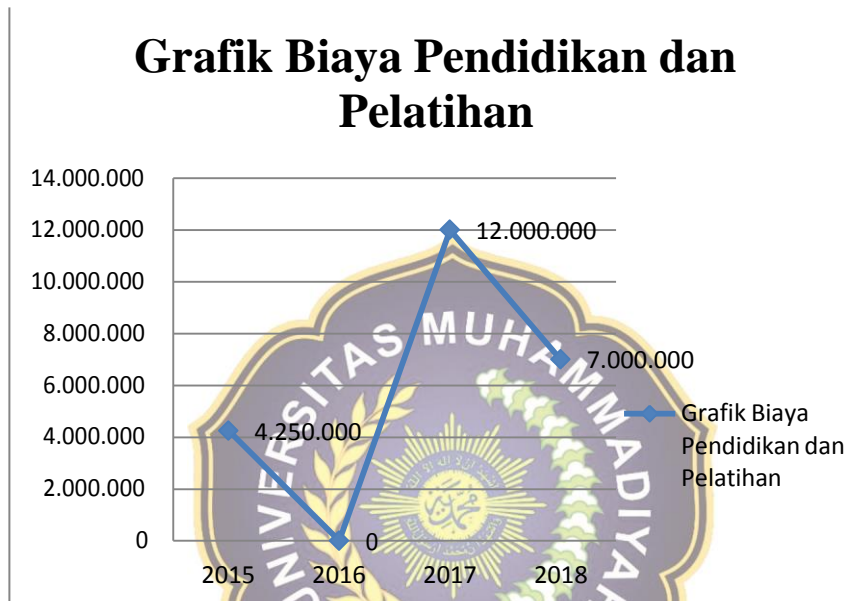 Grafik Biaya Pendidikan dan
Pelatihan
14.000.000
12.000.000
12.000.000
10.000.000
8.000.000
7.000.000
6.000.000
Grafik Biaya
Pendidikan dan
Pelatihan
4.000.000
4.250.000
2.000.000
0
0
2015 2016 2017 2018
UNIVERSITAS MUHAMMADIYAH